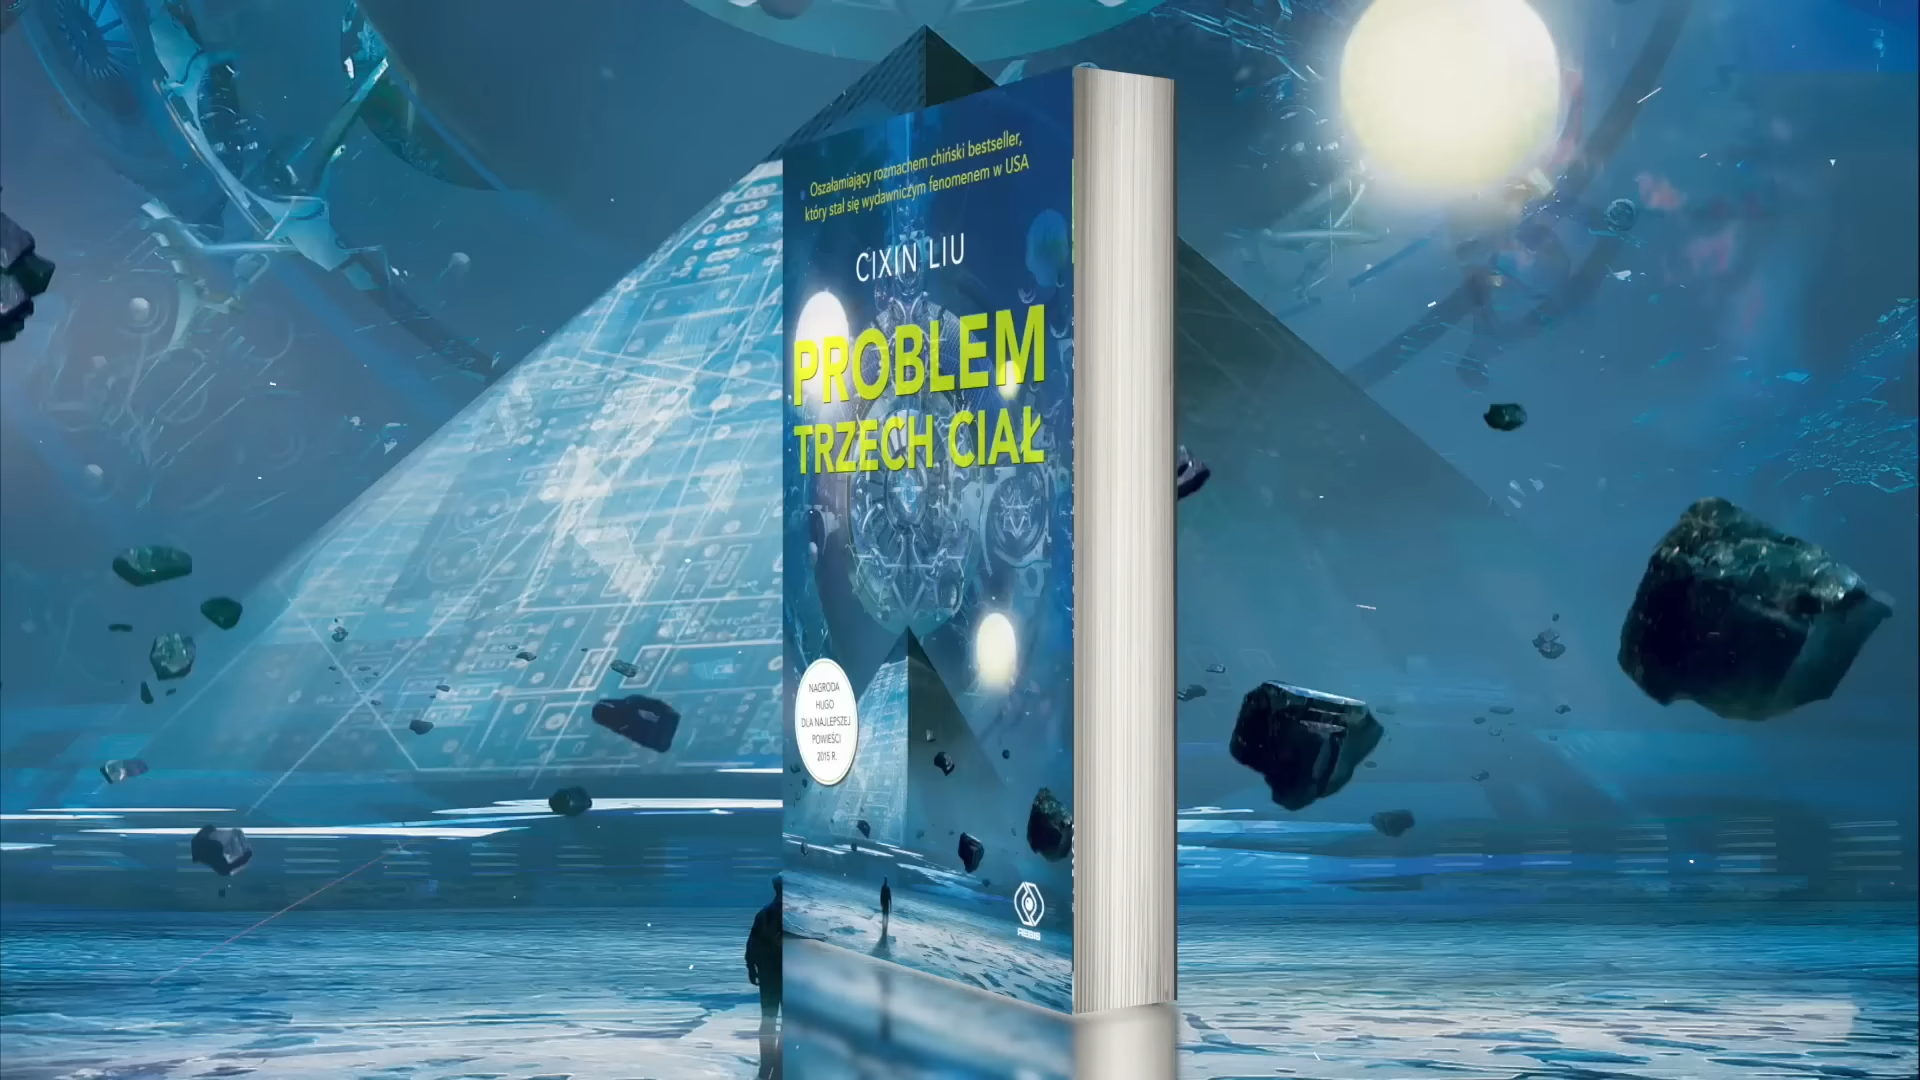 Oszałamiający rozmachem chiński bestseller,
który stał się wydawniczym fenomenem w USA
CIXIN LIU
PROBLEM
TRZECH CIAŁ
NAGRODA
HUGO
DLA NAJLEPSZEJ
POWIEŚCI
2015 R.
REBIS